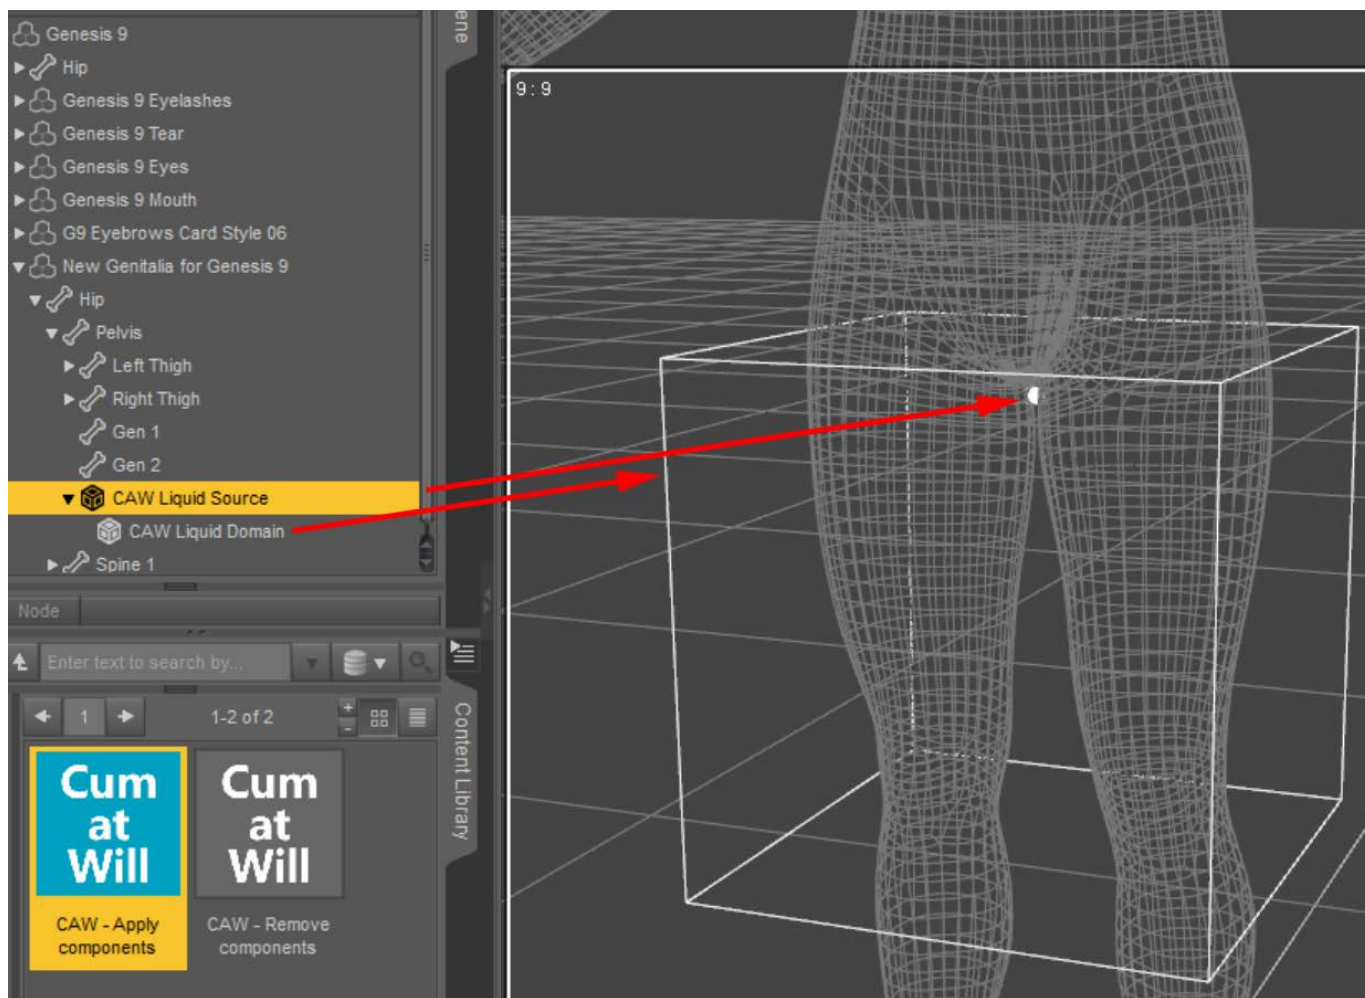 Genesis 9
Hip
Genesis 9 Eyelashes
Genesis 9 Tear
Genesis 9 Eyes
Genesis 9 Mouth
G9 Eyebrows Card Style 06
New Genitalia for Genesis 9
Hip
Pelvis
Left Thigh
Right Thigh
Gen 1
Gen 2
CAW Liquid Source
CAW Liquid Domain
Spine 1
Node
Enter text to search by...
1
1-2 of 2
Cum
at
Will
CAW - Apply
components
Cum
at
Will
CAW - Remove
components
ene
Content Library
9 : 9